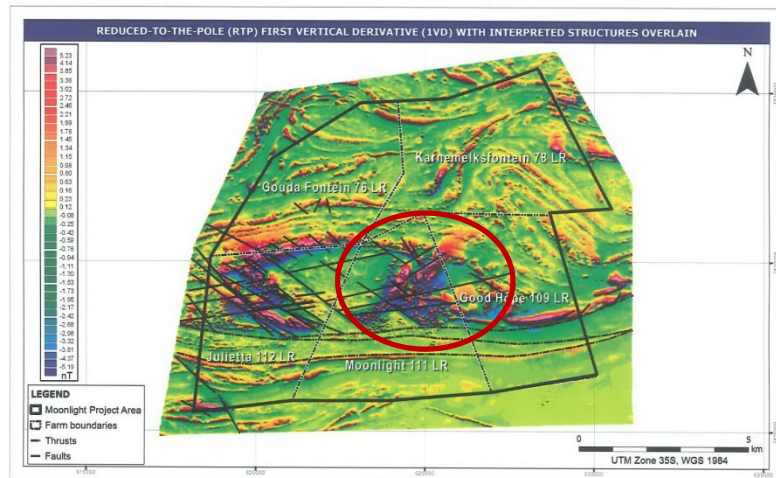 REDUCED-TO-THE-POLE (RTP) FIRST VERTICAL DERIVATIVE (1VD) WITH INTERPRETED STRUCTURES OVERLAIN
5.23
4.14
3.85
3.36
3.02
2.72
2.46
2.21
1.99
1.78
1.45
1.34
1.15
0.98
0.80
0.63
0.46
0.29
0.12
-0.08
-0.25
-0.42
-0.59
-0.76
-0.94
-1.11
-1.30
-1.53
-1.73
-1.95
-2.17
-2.42
-2.68
-2.98
-3.32
-3.81
-4.37
-5.19
nT
N
Karnemelksfontein 78 LR
Gouda Fontein 76 LR
Good Hope 109 LR
Julietta 112 LR
Moonlight 111 LR
LEGEND
Moonlight Project Area
Farm boundaries
Thrusts
Faults
0 5
km
UTM Zone 35S, WGS 1984
615000 620000